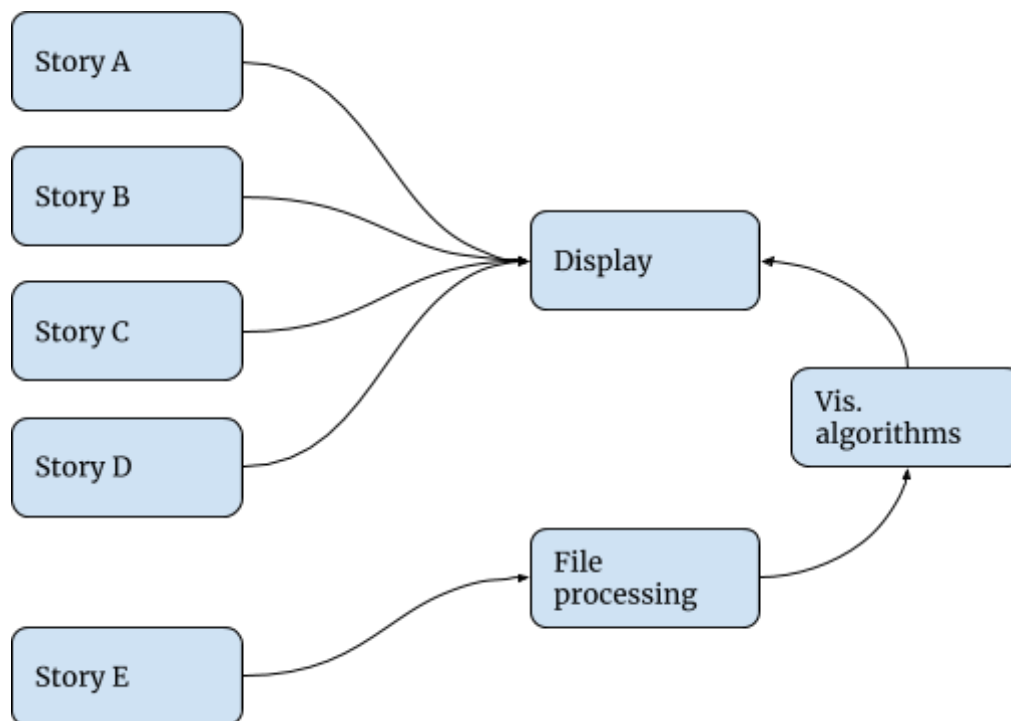 Story A
Story B
Story C
Story D
Story E
Display
File
processing
Vis.
algorithms